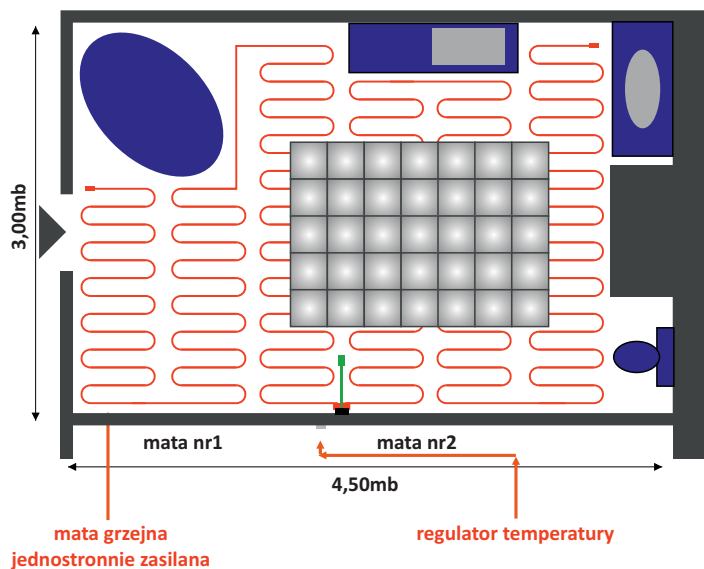 3,00mb
mata nr1
mata nr2
4,50mb
mata grzejna
jednostronnie zasilana
regulator temperatury